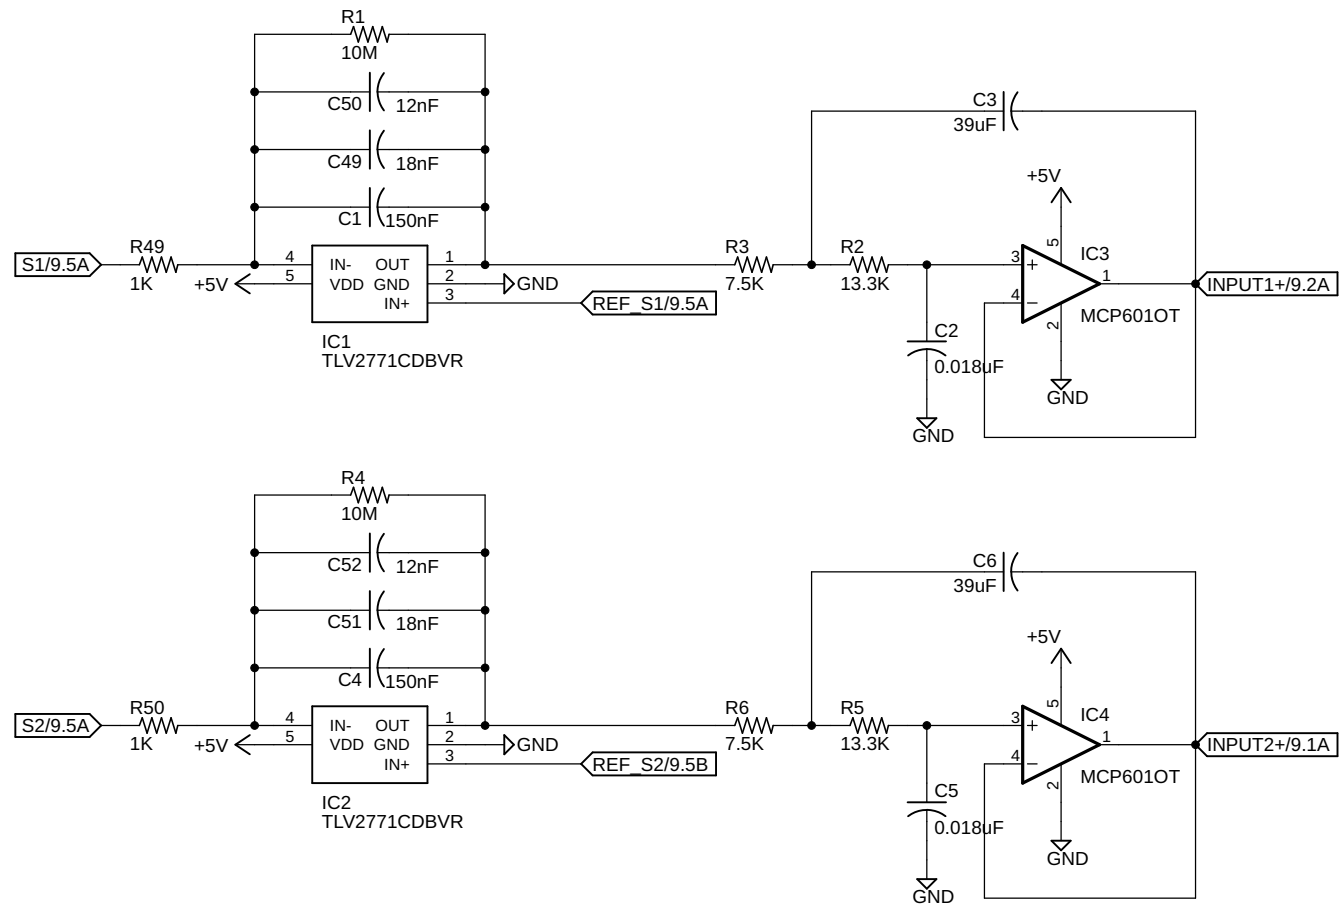 R1
10M
C50 12nF
C49 18nF
C1 150nF
S1/9.5A
R49
1K
+5V
4 IN- OUT 1
5 VDD GND 2
GND
IN+ 3
REF_S1/9.5A
IC1
TLV2771CDBVR
R3
7.5K
R2
13.3K
C3
39uF
+5V
5
IC3
3 + 1
4 −
2
MCP601OT
GND
C2
0.018uF
GND
INPUT1+/9.2A
R4
10M
C52 12nF
C51 18nF
C4 150nF
S2/9.5A
R50
1K
+5V
4 IN- OUT 1
5 VDD GND 2
GND
IN+ 3
REF_S2/9.5B
IC2
TLV2771CDBVR
R6
7.5K
R5
13.3K
C6
39uF
+5V
5
IC4
3 + 1
4 −
2
MCP601OT
GND
C5
0.018uF
GND
INPUT2+/9.1A